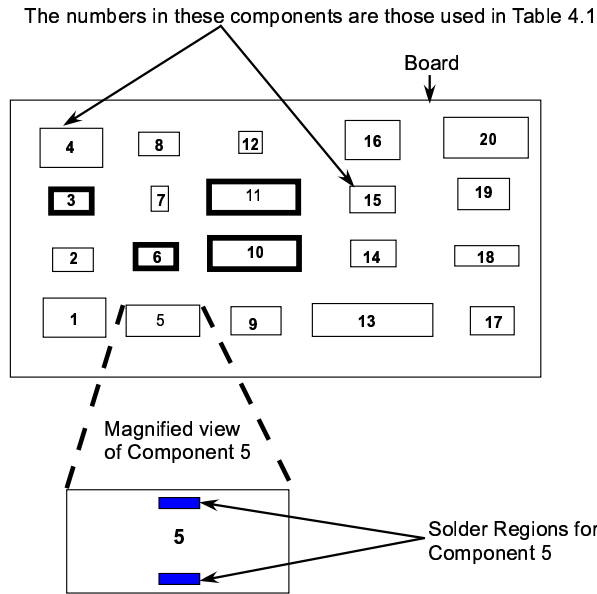 The numbers in these components are those used in Table 4.1
Board
4 8 12 16 20
3 7 11 15 19
2 6 10 14 18
1 5 9 13 17
Magnified view
of Component 5
5
Solder Regions for
Component 5